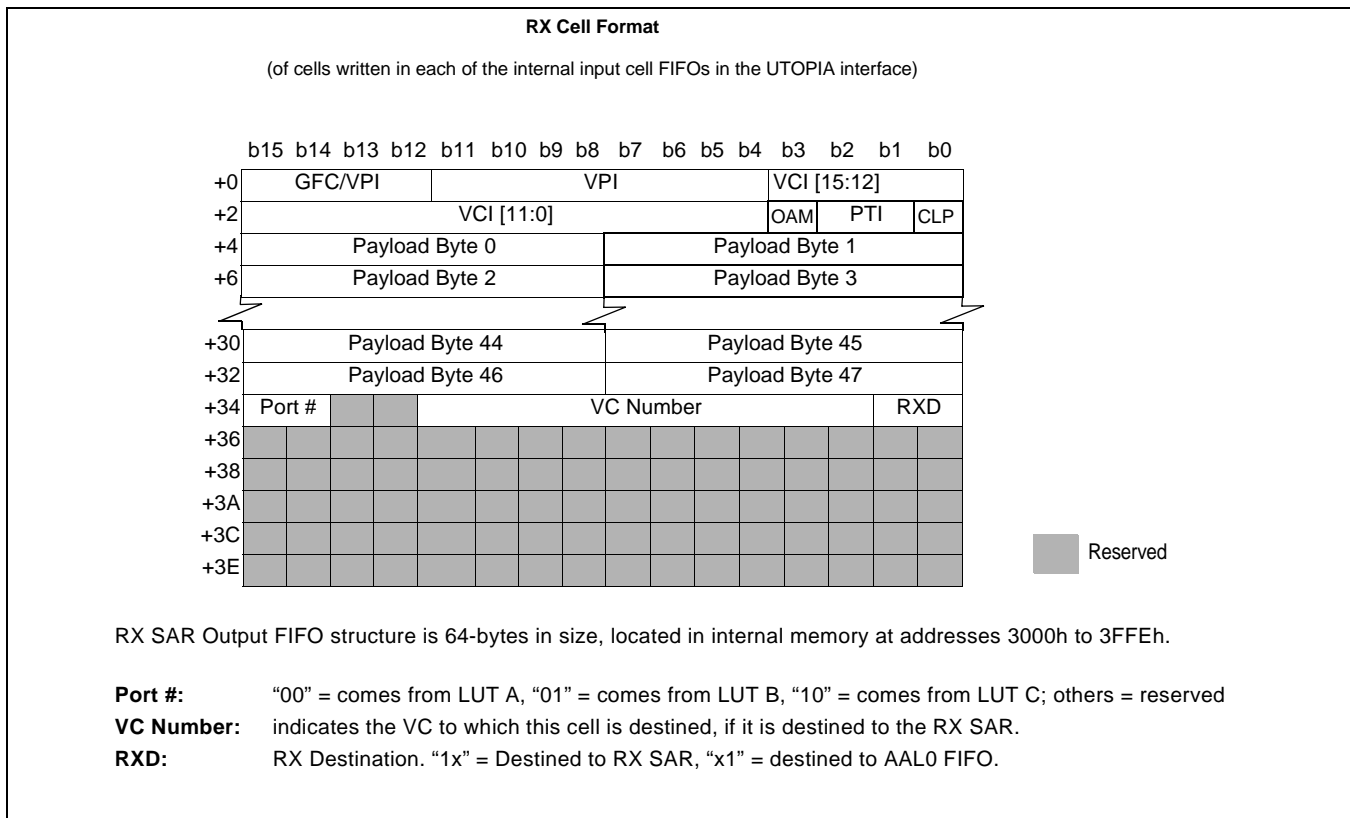 RX Cell Format
(of cells written in each of the internal input cell FIFOs in the UTOPIA interface)
b15 b14 b13 b12 b11 b10 b9 b8 b7 b6 b5 b4 b3 b2 b1 b0
+0 GFC/VPI VPI VCI [15:12]
+2 VCI [11:0] OAM PTI CLP
+4 Payload Byte 0 Payload Byte 1
+6 Payload Byte 2 Payload Byte 3
+30 Payload Byte 44 Payload Byte 45
+32 Payload Byte 46 Payload Byte 47
+34 Port # VC Number RXD
+36
+38
+3A
+3C
+3E
Reserved
RX SAR Output FIFO structure is 64-bytes in size, located in internal memory at addresses 3000h to 3FFEh.
Port #: “00” = comes from LUT A, “01” = comes from LUT B, “10” = comes from LUT C; others = reserved
VC Number: indicates the VC to which this cell is destined, if it is destined to the RX SAR.
RXD: RX Destination. “1x” = Destined to RX SAR, “x1” = destined to AAL0 FIFO.